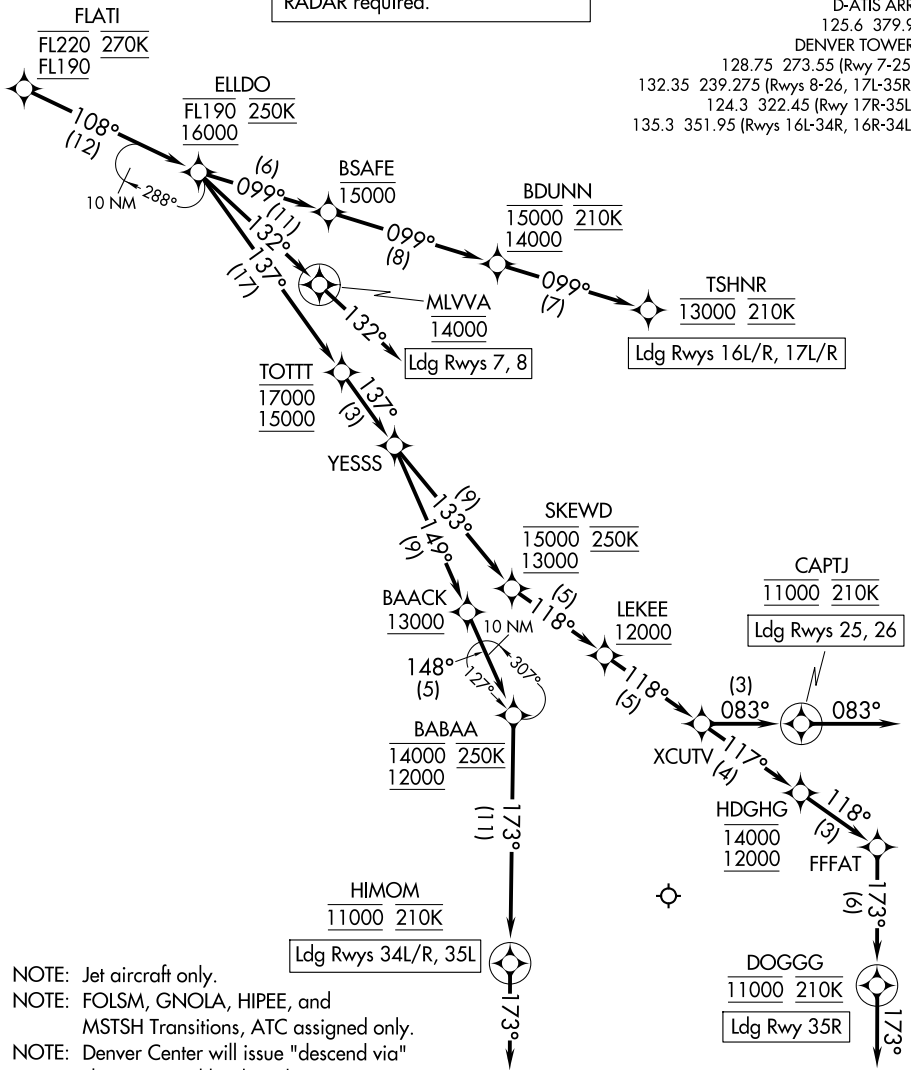 RADAR required.
D-ATIS ARR
125.6 379.9
DENVER TOWER
128.75 273.55 (Rwy 7-25
132.35 239.275 (Rwys 8-26, 17L-35R
124.3 322.45 (Rwy 17R-35L
135.3 351.95 (Rwys 16L-34R, 16R-34L
FLATI
FL220 270K
FL190
108°
(12)
ELLDO
FL190 250K
16000
10 NM
288°
(6)
099°
BSAFE
15000
099°
(8)
BDUNN
15000 210K
14000
099°
(7)
TSHNR
13000 210K
Ldg Rwys 16L/R, 17L/R
(11)
132°
MLVVA
14000
132°
Ldg Rwys 7, 8
137°
(17)
TOTTT
17000
15000
137°
(3)
YESSS
(9)
133°
SKEWD
15000 250K
13000
(5)
118°
LEKEE
12000
118°
(5)
XCUTV
(3)
083°
CAPTJ
11000 210K
Ldg Rwys 25, 26
083°
117°
(4)
HDGHG
14000
12000
118°
(3)
FFFAT
173°
(6)
DOGGG
11000 210K
Ldg Rwy 35R
173°
149°
(9)
BAACK
13000
148°
(5)
10 NM
307°
127°
BABAA
14000 250K
12000
173°
(11)
HIMOM
11000 210K
Ldg Rwys 34L/R, 35L
173°
NOTE: Jet aircraft only.
NOTE: FOLSM, GNOLA, HIPEE, and
MSTSH Transitions, ATC assigned only.
NOTE: Denver Center will issue "descend via"